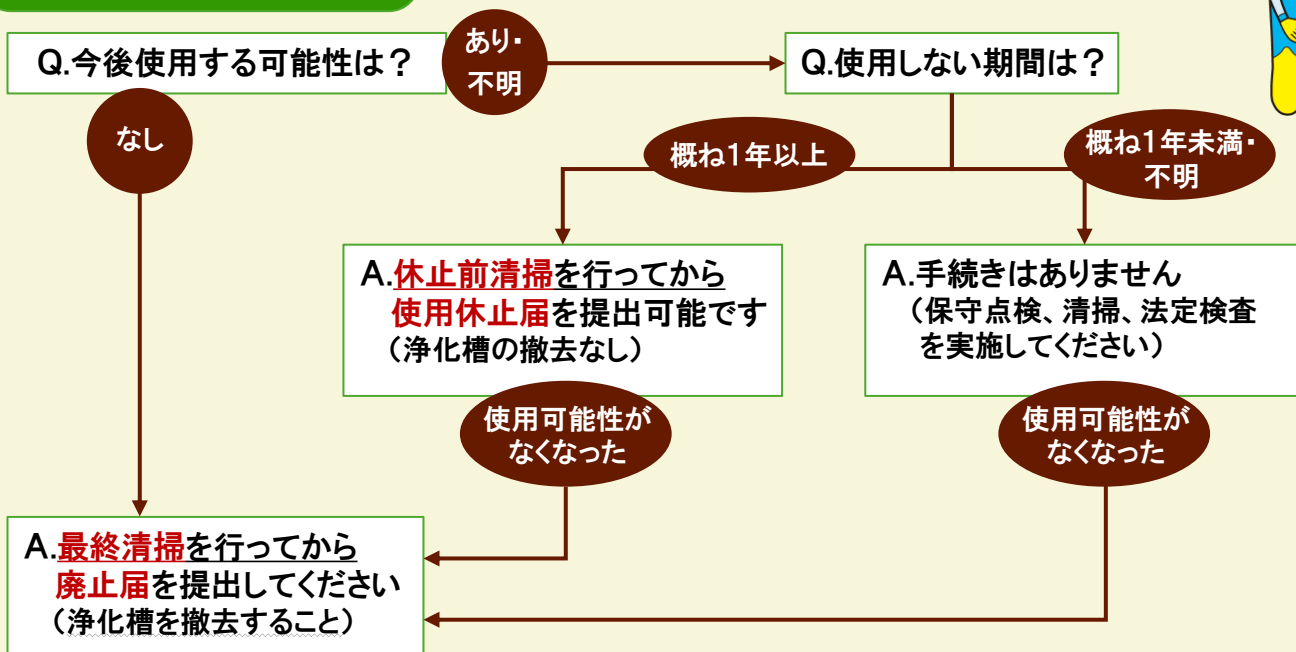 Q.今後使用する可能性は？
あり・
不明
Q.使用しない期間は？
なし
概ね1年以上
概ね1年未満・
不明
A.休止前清掃を行ってから
使用休止届を提出可能です
（浄化槽の撤去なし）
A.手続きはありません
（保守点検、清掃、法定検査
を実施してください）
使用可能性が
なくなった
使用可能性が
なくなった
A.最終清掃を行ってから
廃止届を提出してください
（浄化槽を撤去すること）